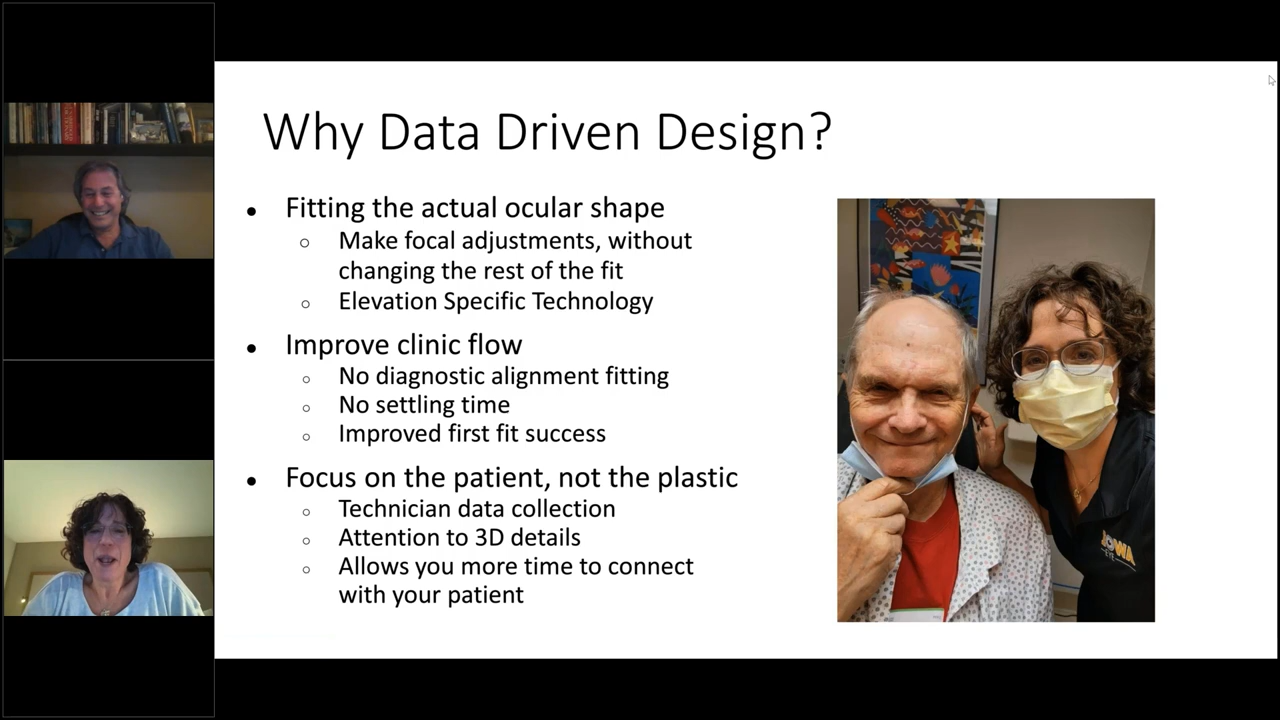 Why Data Driven Design?
Fitting the actual ocular shape
Make focal adjustments, without
changing the rest of the fit
Elevation Specific Technology
Improve clinic flow
No diagnostic alignment fitting
No settling time
Improved first fit success
Focus on the patient, not the plastic
Technician data collection
Attention to 3D details
Allows you more time to connect
with your patient
IOWA